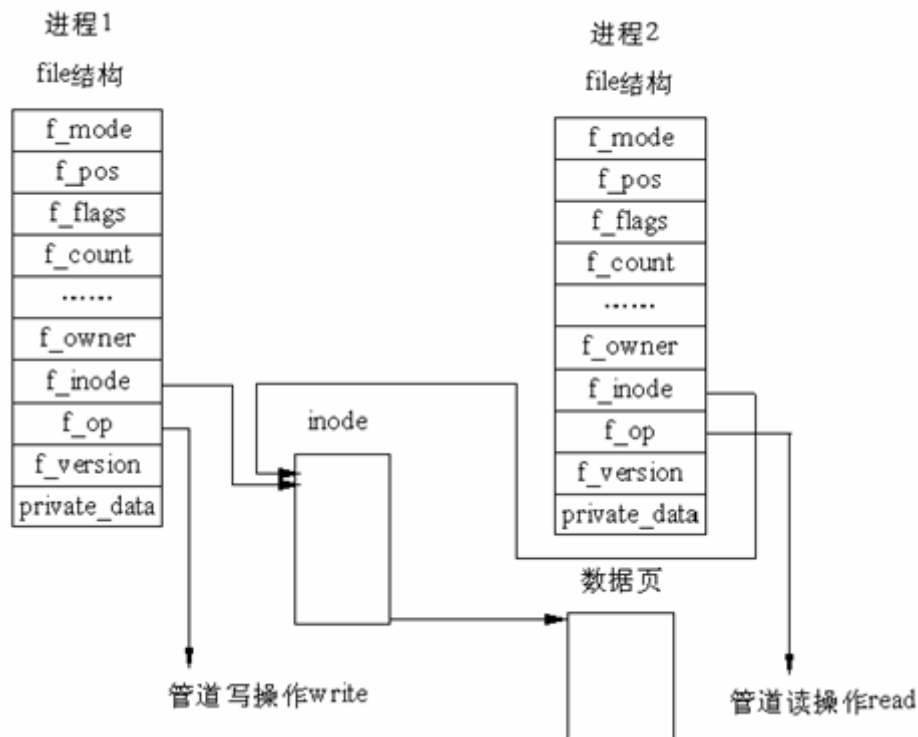 进程1
file结构
f_mode
f_pos
f_flags
f_count
……
f_owner
f_inode
f_op
f_version
private_data
进程2
file结构
f_mode
f_pos
f_flags
f_count
……
f_owner
f_inode
f_op
f_version
private_data
inode
数据页
管道写操作write
管道读操作read